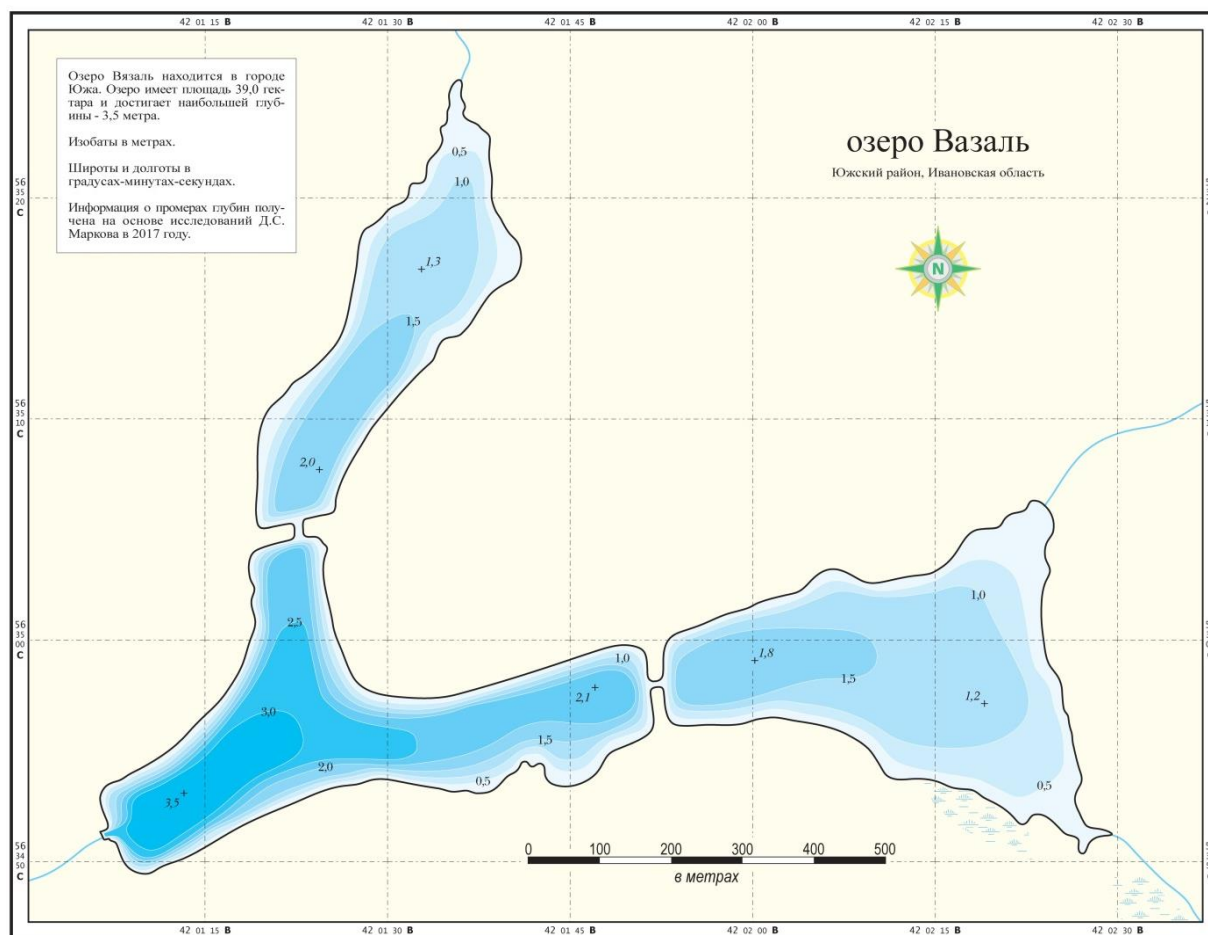 42 01 15 В
42 01 30 В
42 01 45 В
42 02 00 В
42 02 15 В
42 02 30 В
Озеро Вязаль находится в городе
Южа. Озеро имеет площадь 39,0 гек-
тара и достигает наибольшей глуб-
ины - 3,5 метра.
Изобаты в метрах.
Широты и долготы в
градусах-минутах-секундах.
Информация о промерах глубин полу-
чена на основе исследований Д.С.
Маркова в 2017 году.
озеро Вазаль
Южский район, Ивановская область
56
35
20
С
56
35
10
С
56
35
00
С
56
34
50
С
N
0,5
1,0
1,3
1,5
2,0
2,5
3,0
3,5
2,0
1,0
2,1
1,5
0,5
1,8
1,5
1,0
1,2
0,5
0
100
200
300
400
500
в метрах
42 01 15 В
42 01 30 В
42 01 45 В
42 02 00 В
42 02 15 В
42 02 30 В